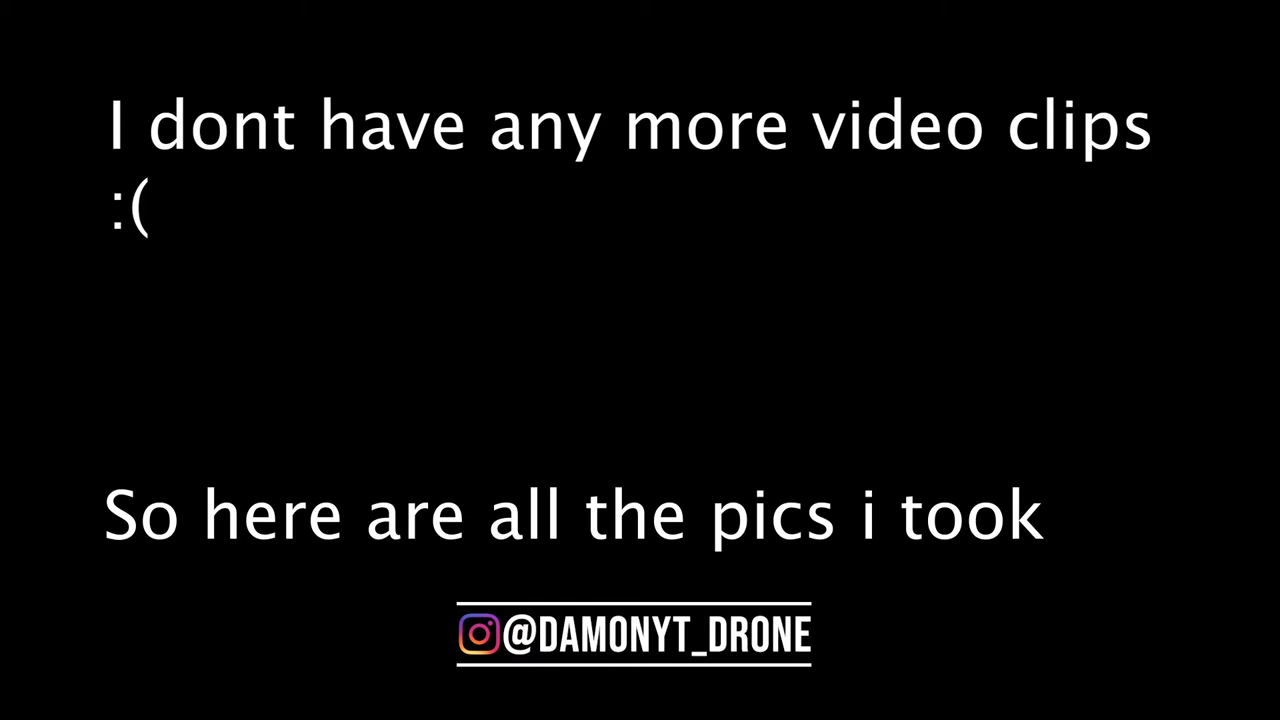 I dont have any more video clips
:(
So here are all the pics i took
@DAMONYT_DRONE